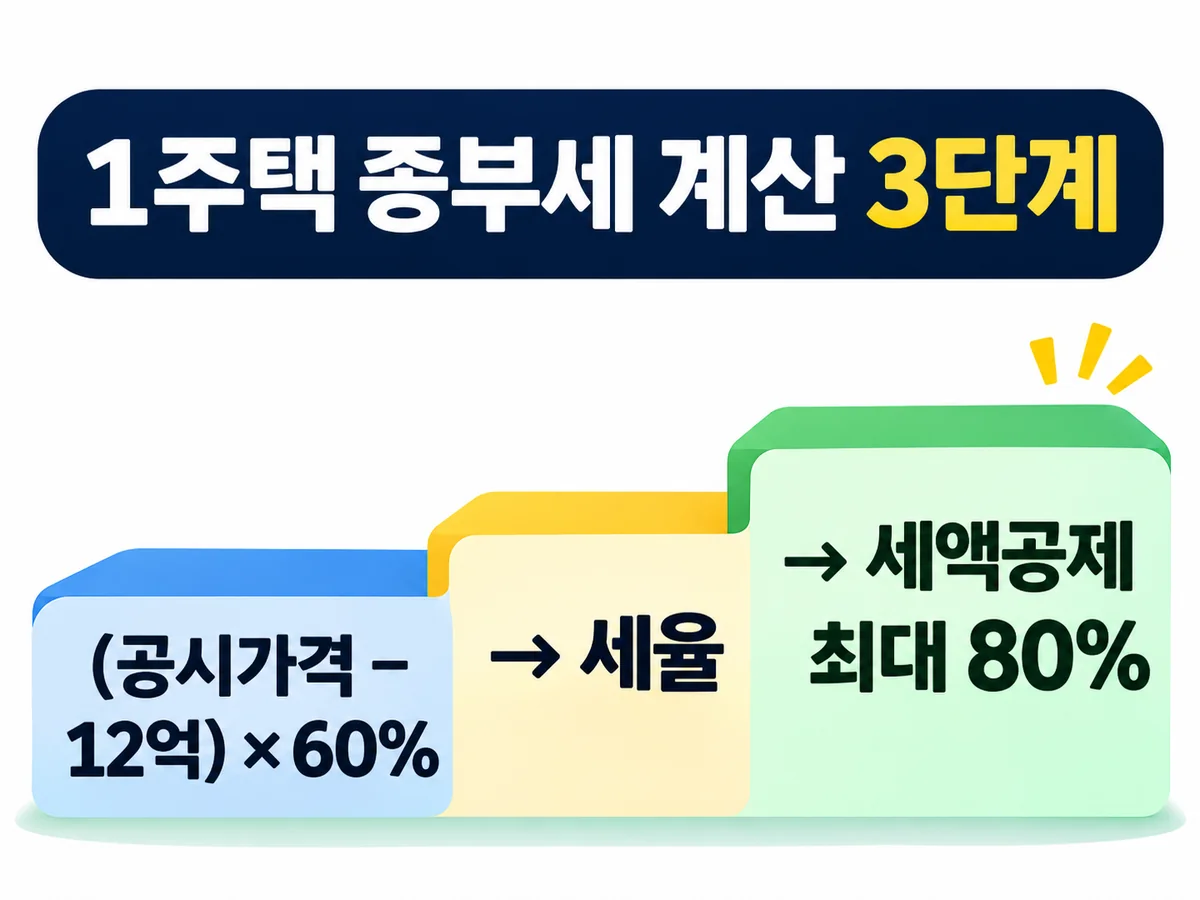 1주택 종부세 계산 3단계
(공시가격 –
12억) × 60%
→ 세율
→ 세액공제
최대 80%